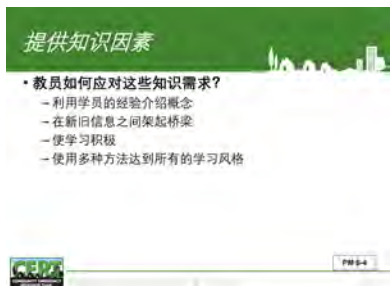 提供知识因素
• 教员如何应对这些知识需求?
– 利用学员的经验介绍概念
– 在新旧信息之间架起桥梁
– 使学习积极
– 使用多种方法达到所有的学习风格
CERT